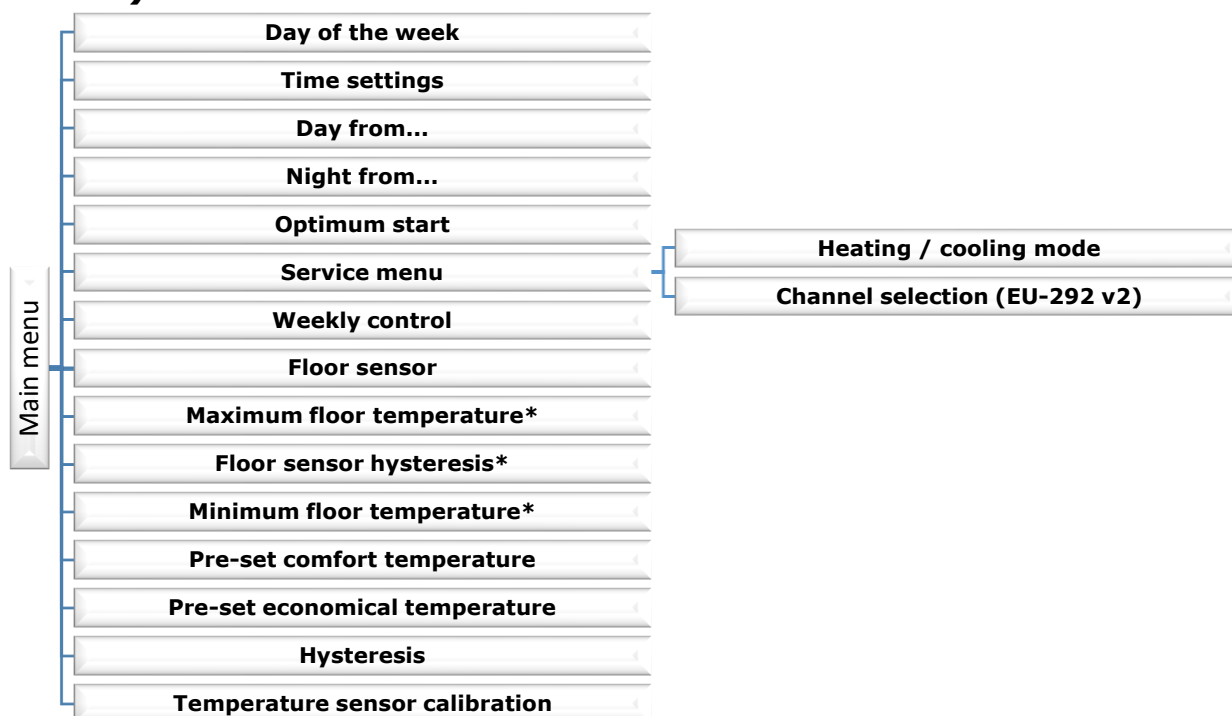 Main menu
Day of the week
Time settings
Day from...
Night from...
Optimum start
Service menu
Heating / cooling mode
Channel selection (EU-292 v2)
Weekly control
Floor sensor
Maximum floor temperature*
Floor sensor hysteresis*
Minimum floor temperature*
Pre-set comfort temperature
Pre-set economical temperature
Hysteresis
Temperature sensor calibration